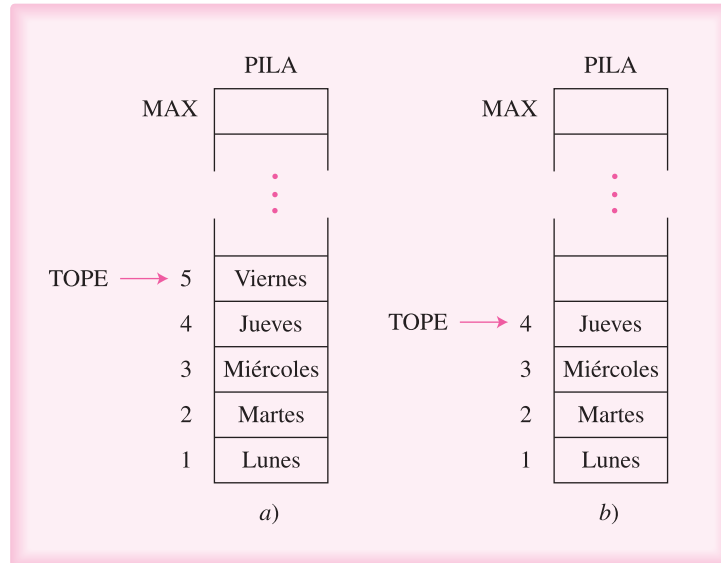 PILA
MAX
TOPE 5 Viernes
4 Jueves
3 Miércoles
2 Martes
1 Lunes
a)
PILA
MAX
TOPE 4 Jueves
3 Miércoles
2 Martes
1 Lunes
b)